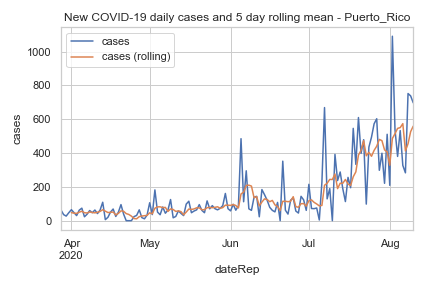 New COVID-19 daily cases and 5 day rolling mean - Puerto_Rico
cases
cases (rolling)
1000
800
600
400
200
0
cases
Apr
2020
May
Jun
Jul
Aug
dateRep